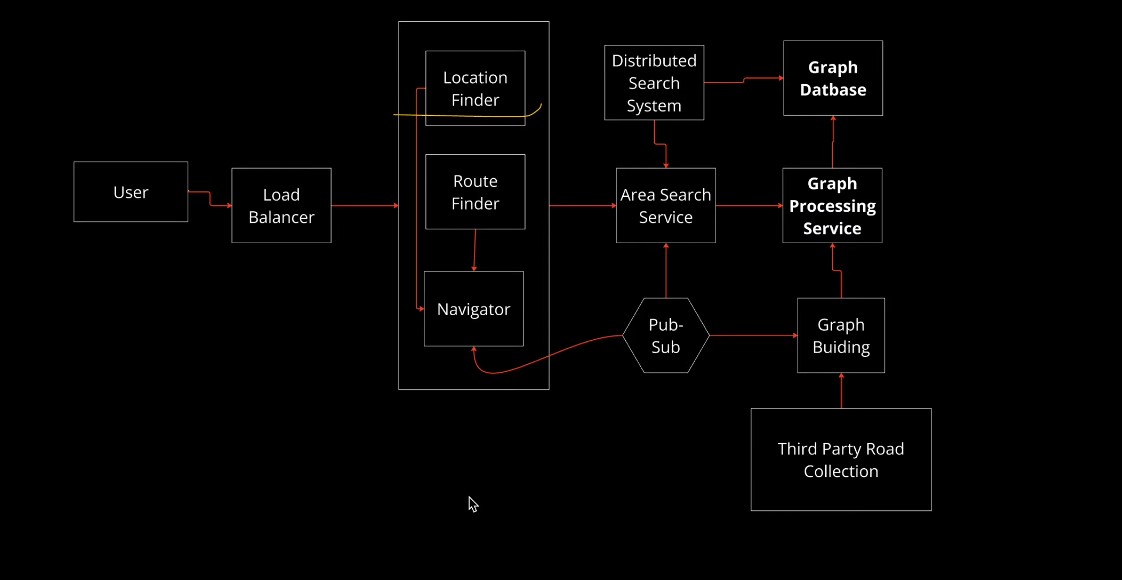 Location
Finder
Distributed
Search
System
Graph
Datbase
User
Load
Balancer
Route
Finder
Area Search
Service
Graph
Processing
Service
Navigator
Pub-
Sub
Graph
Buiding
Third Party Road
Collection